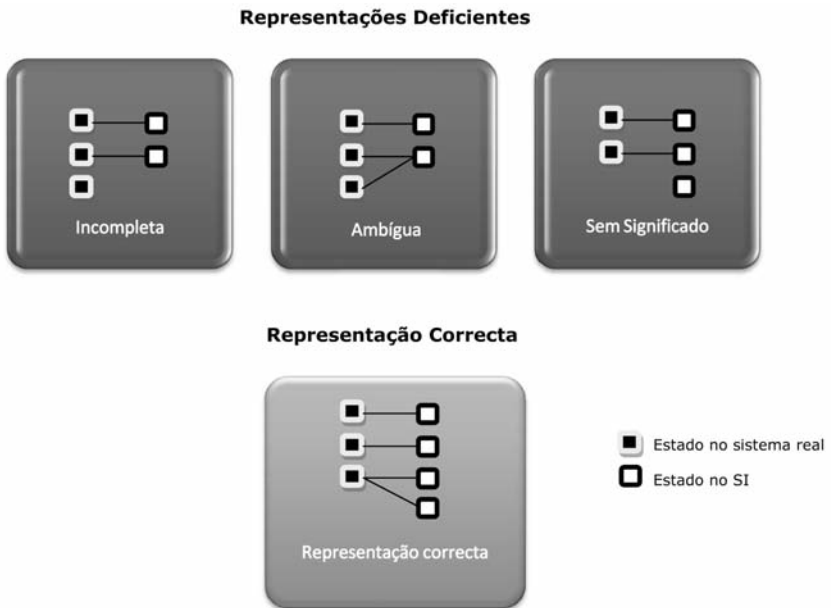 Representações Deficientes
Incompleta
Ambígua
Sem Significado
Representação Correcta
Estado no sistema real
Estado no SI
Representação correcta